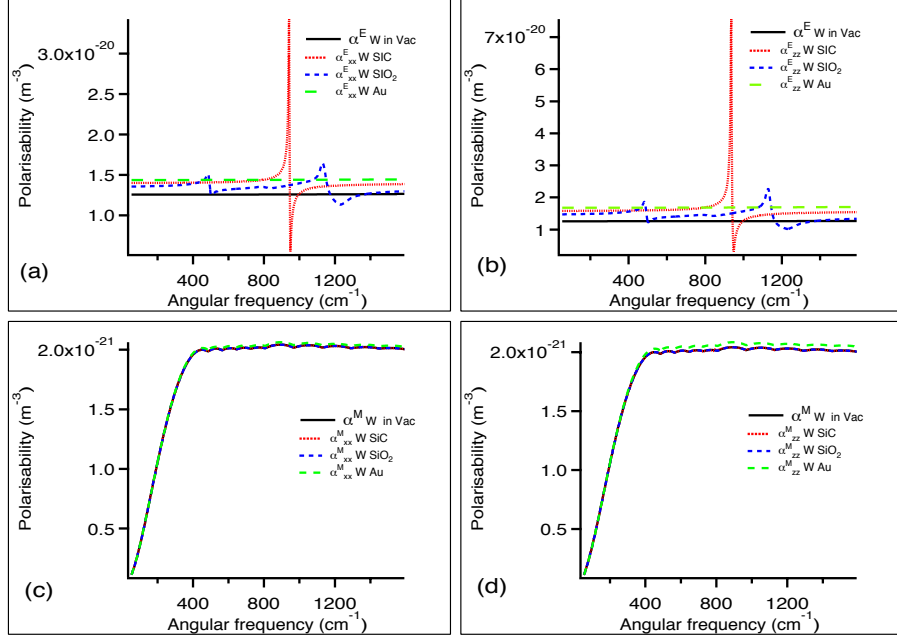 αᴱ W in Vac
αᴱxx W SIC
αᴱxx W SIO₂
αᴱxx W Au
3.0x10⁻²⁰
2.5
2.0
1.5
1.0
Polarisability (m⁻³)
400 800 1200
Angular frequency (cm⁻¹)
(a)
αᴱ W in Vac
αᴱzz W SIC
αᴱzz W SIO₂
αᴱzz W Au
7x10⁻²⁰
6
5
4
3
2
1
Polarisability (m⁻³)
400 800 1200
Angular frequency (cm⁻¹)
(b)
2.0x10⁻²¹
1.5
1.0
0.5
Polarisability (m⁻³)
αᴹ W in Vac
αᴹxx W SiC
αᴹxx W SiO₂
αᴹxx W Au
400 800 1200
Angular frequency (cm⁻¹)
(c)
2.0x10⁻²¹
1.5
1.0
0.5
Polarisability (m⁻³)
αᴹ W in Vac
αᴹzz W SiC
αᴹzz W SiO₂
αᴹzz W Au
400 800 1200
Angular frequency (cm⁻¹)
(d)